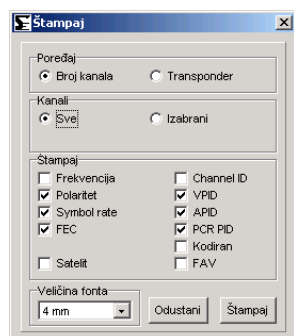 Štampaj
Poređaj
Broj kanala Transponder
Kanali
Sve Izabrani
Štampaj
Frekvencija Channel ID
Polaritet VPID
Symbol rate APID
FEC PCR PID
Kodiran
Satelit FAV
Veličina fonta
4 mm Odustani Štampaj